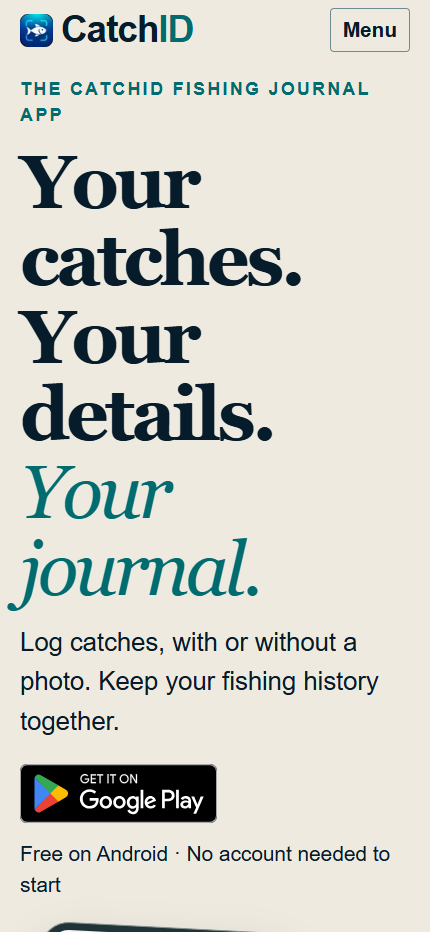 CatchID
Menu
THE CATCHID FISHING JOURNAL
APP
Your
catches.
Your
details.
Your
journal.
Log catches, with or without a
photo. Keep your fishing history
together.
GET IT ON
Google Play
Free on Android · No account needed to
start